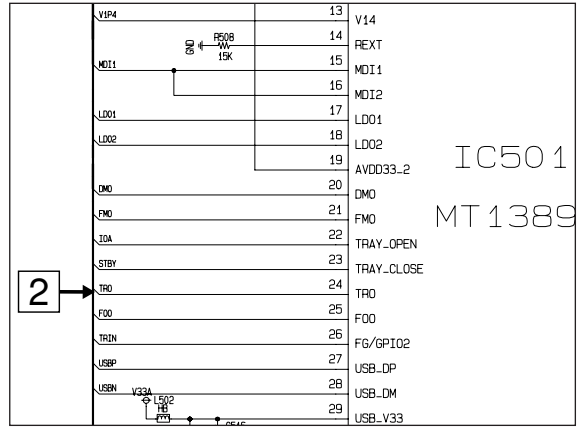 V1P4 13 V14
GND R508 15K 14 REXT
MDI1 15 MDI1
16 MDI2
LDO1 17 LDO1
LDO2 18 LDO2
19 AVDD33_2
IC501
DMO 20 DMO
FMO 21 FMO
MT1389
IOA 22 TRAY_OPEN
STBY 23 TRAY_CLOSE
2 TRO 24 TRO
FOO 25 FOO
TRIN 26 FG/GPIO2
USBP 27 USB_DP
USBN 28 USB_DM
V33A L502 HB 29 USB_V33